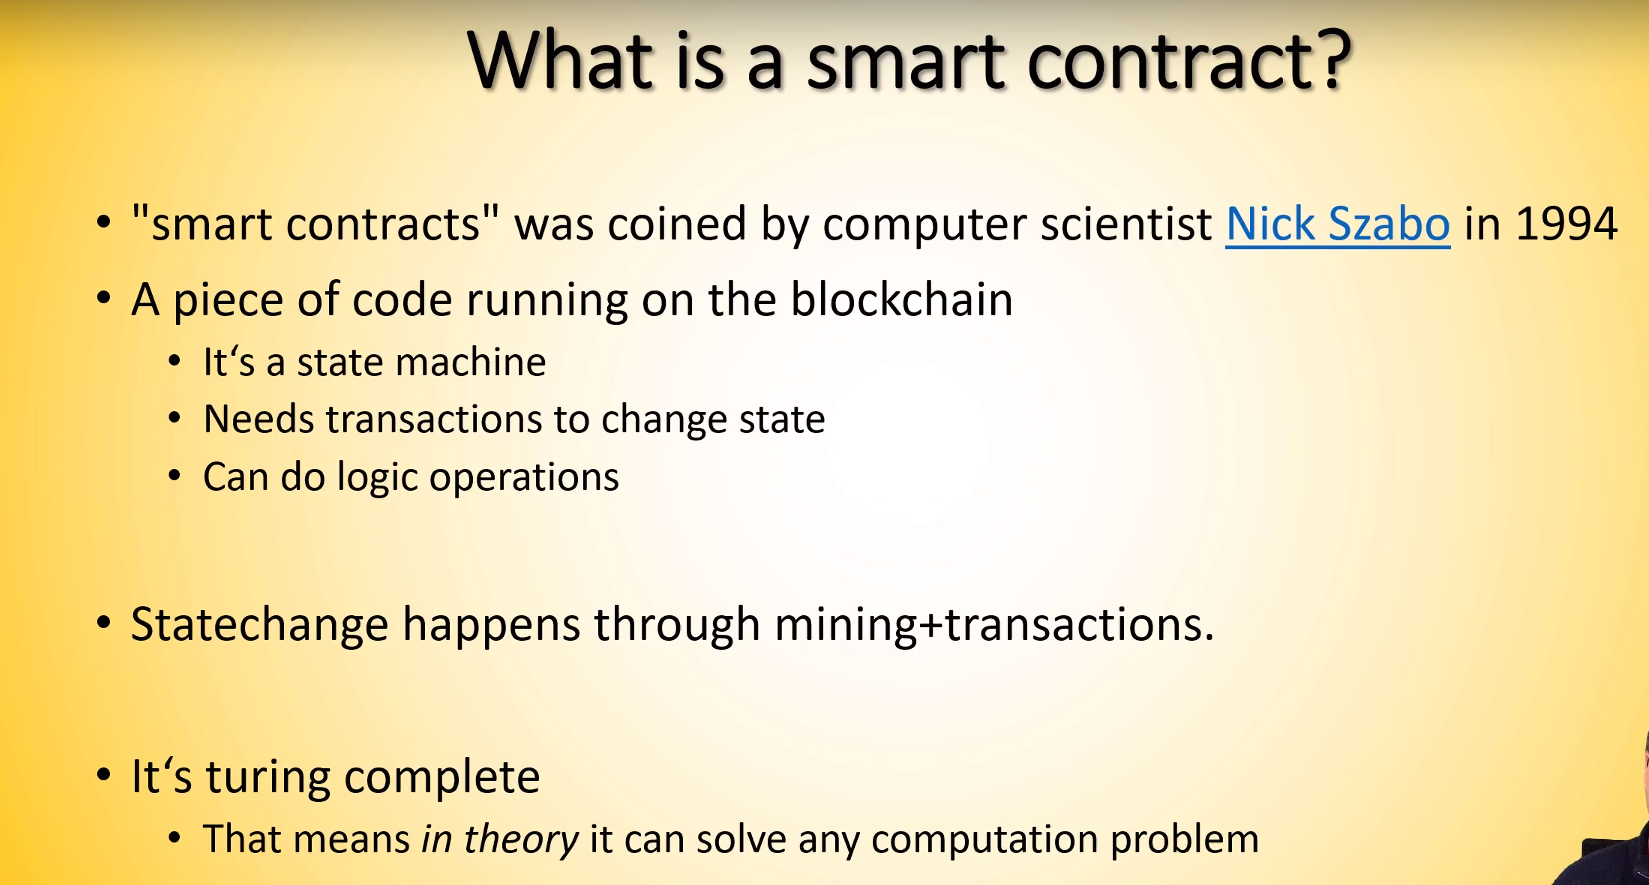 What is a smart contract?
• "smart contracts" was coined by computer scientist Nick Szabo in 1994
• A piece of code running on the blockchain
• It‘s a state machine
• Needs transactions to change state
• Can do logic operations
• Statechange happens through mining+transactions.
• It‘s turing complete
• That means in theory it can solve any computation problem